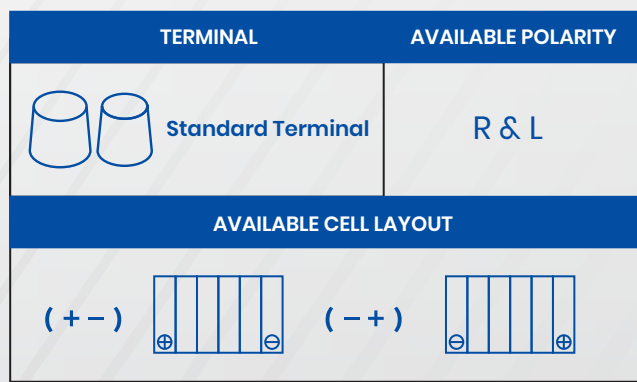 TERMINAL
AVAILABLE POLARITY
Standard Terminal
R & L
AVAILABLE CELL LAYOUT
( + − )
⊕ ⊖
( − + )
⊖ ⊕